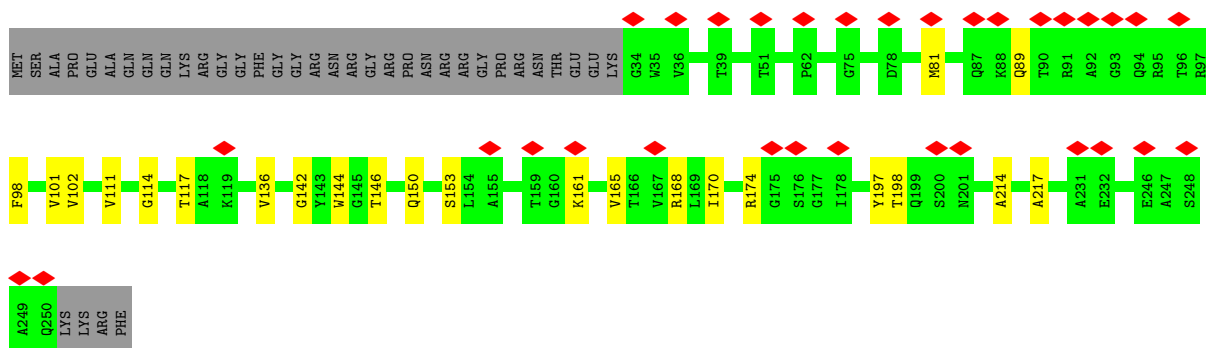 MET SER ALA PRO GLU ALA GLN GLN GLN LYS ARG GLY GLY PHE GLY GLY ARG ASN ARG GLY ARG PRO ASN ARG ARG GLY PRO ARG ASN THR GLU GLU LYS G34 W35 V36 T39 T51 P62 G75 D78 M81 Q87 K88 Q89 T90 R91 A92 G93 Q94 R95 T96 R97
F98 V101 V102 V111 G114 T117 A118 K119 V136 G142 Y143 W144 G145 T146 Q150 S153 L154 A155 T159 G160 K161 V165 T166 V167 R168 L169 I170 R174 G175 S176 G177 I178 Y197 T198 Q199 S200 N201 A214 A217 A231 E232 E246 A247 S248
A249 Q250 LYS LYS ARG PHE